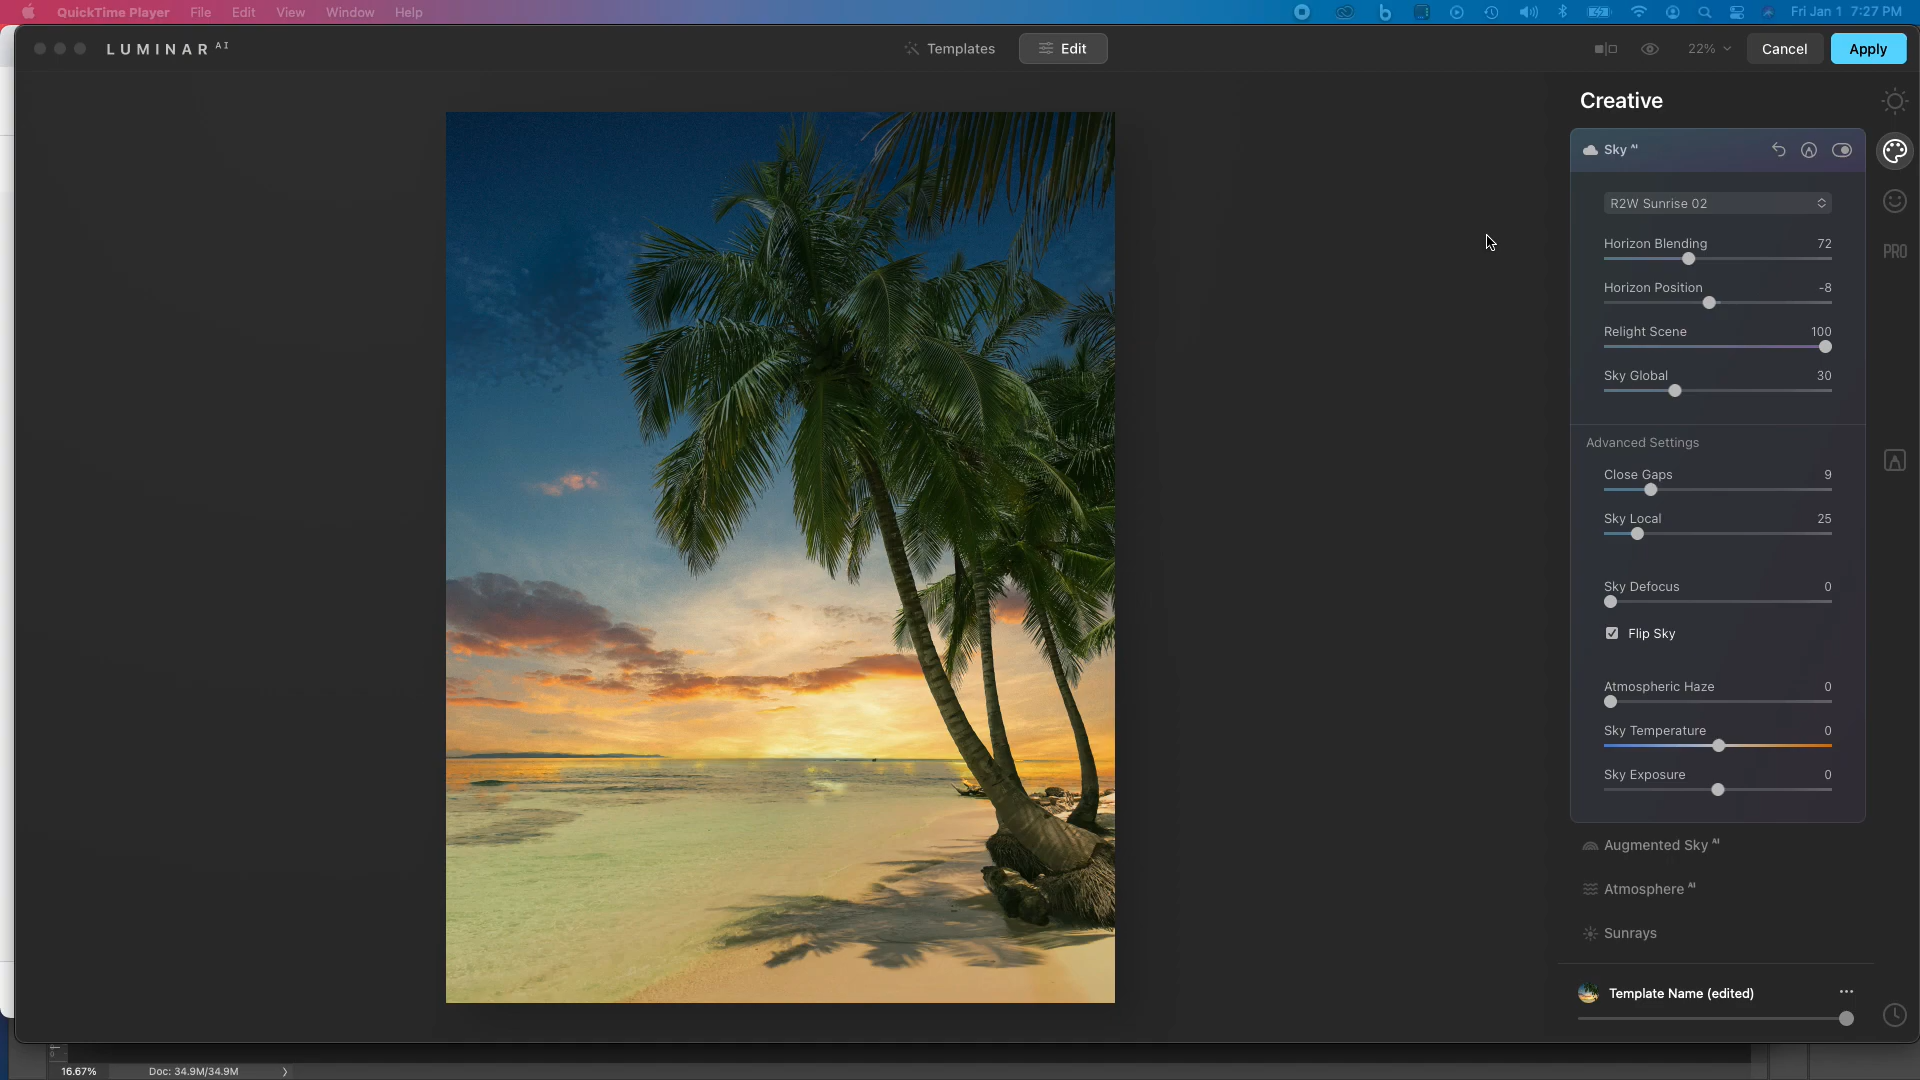 QuickTime Player File Edit View Window Help
Fri Jan 1 7:27 PM
LUMINAR AI
Templates
Edit
22%
Cancel
Apply
Creative
Sky AI
PRO
R2W Sunrise 02
Horizon Blending 72
Horizon Position -8
Relight Scene 100
Sky Global 30
Advanced Settings
Close Gaps 9
Sky Local 25
Sky Defocus 0
Flip Sky
Atmospheric Haze 0
Sky Temperature 0
Sky Exposure 0
Augmented Sky AI
Atmosphere AI
Sunrays
Template Name (edited)
16.67% Doc: 34.9M/34.9M